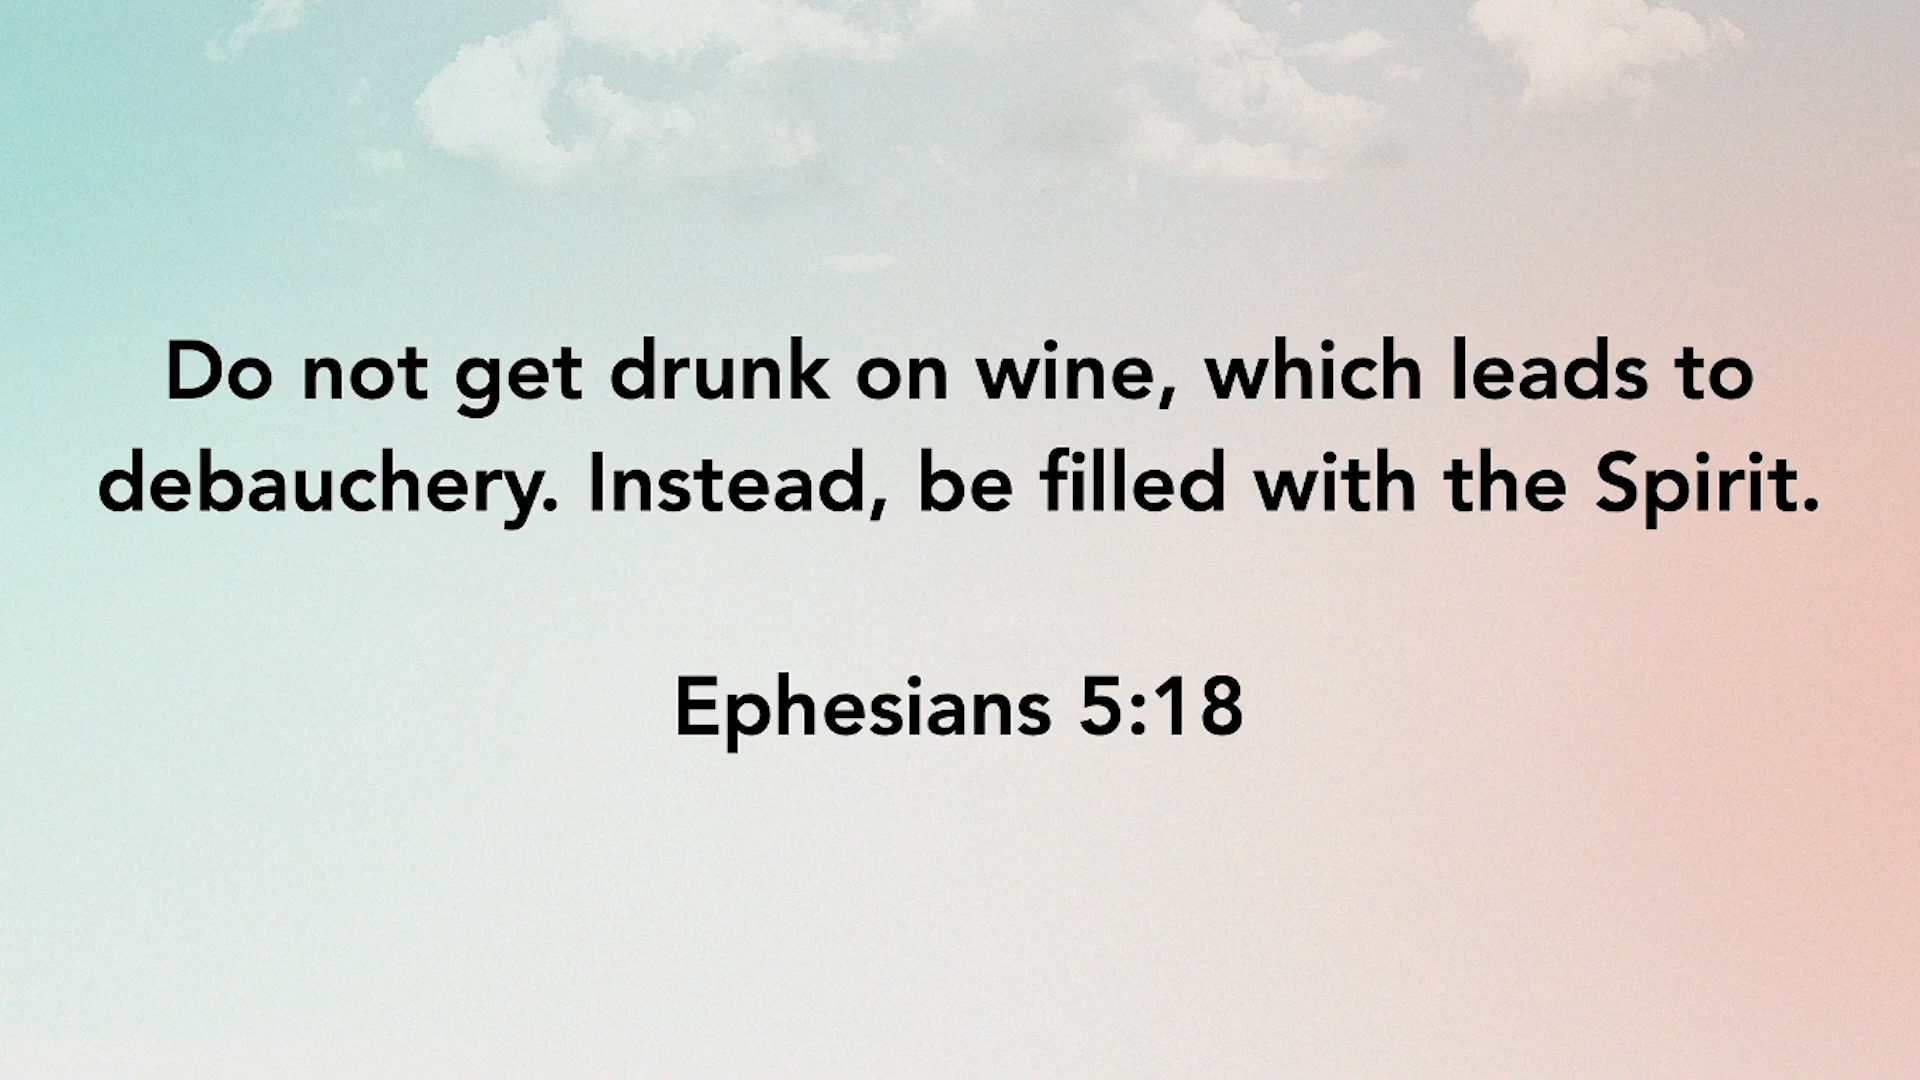 Do not get drunk on wine, which leads to
debauchery. Instead, be filled with the Spirit.
Ephesians 5:18